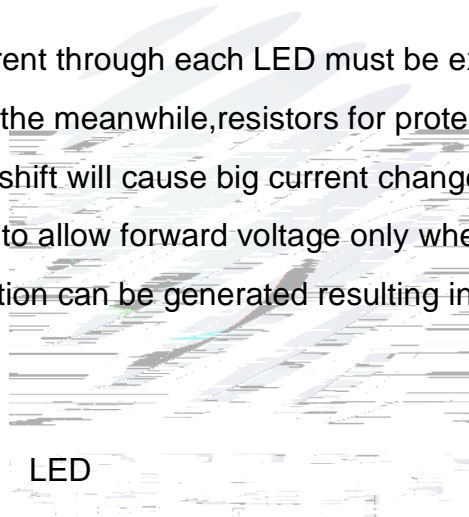 rent through each LED must be ex
the meanwhile,resistors for prote
shift will cause big current change
to allow forward voltage only whe
tion can be generated resulting in
LED